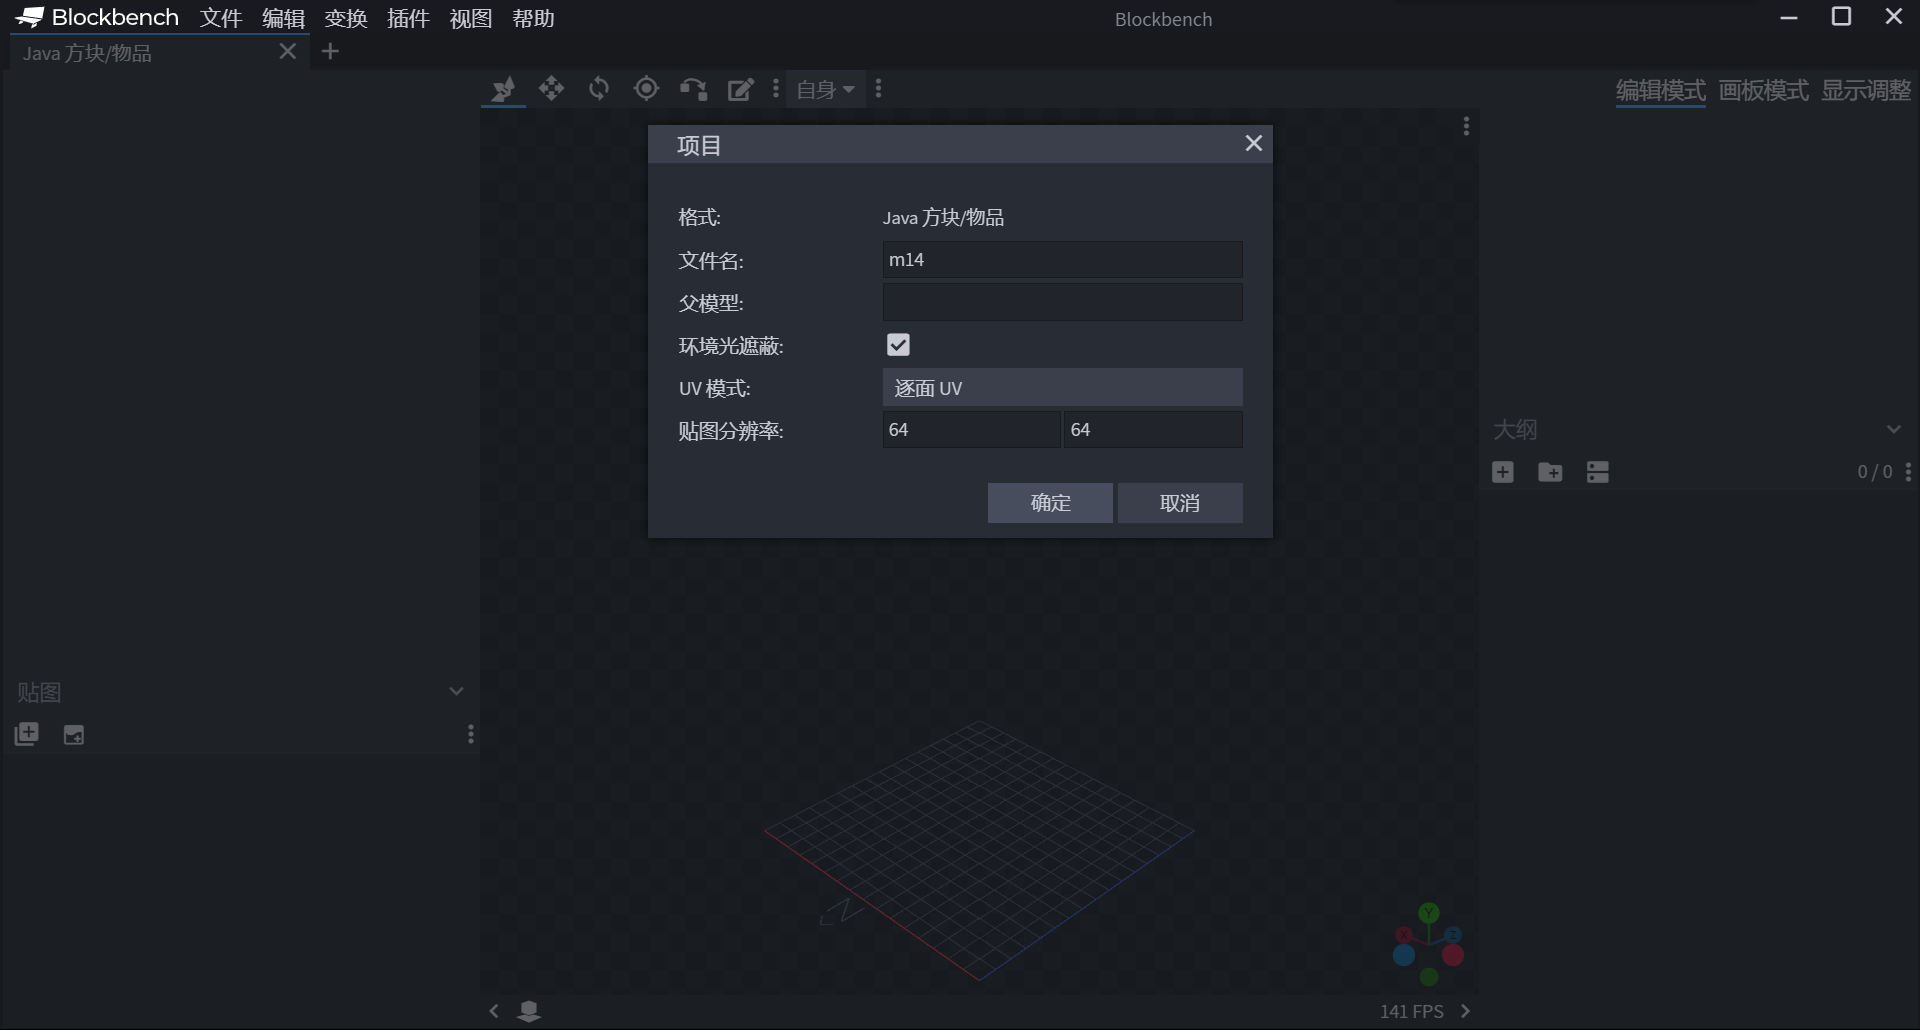 Blockbench 文件 编辑 变换 插件 视图 帮助 Blockbench
Java 方块/物品
自身 编辑模式 画板模式 显示调整
项目
格式: Java 方块/物品
文件名: m14
父模型:
环境光遮蔽:
UV 模式: 逐面 UV
贴图分辨率: 64 64
确定 取消
大纲
0 / 0
贴图
N
Y
X Z
141 FPS